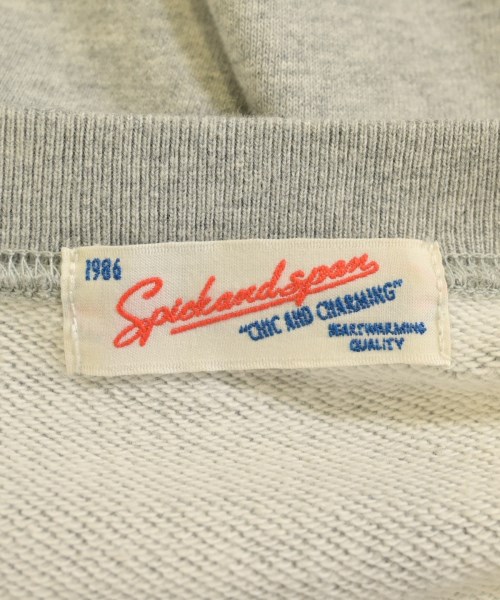 1986
Spickandspan
"CHIC AND CHARMING"
HEARTWARMING
QUALITY